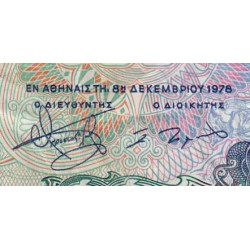 ΕΝ ΑΘΗΝΑΙΣ ΤΗ, 8Η ΔΕΚΕΜΒΡΙΟΥ 1978
Ο ΔΙΕΥΘΥΝΤΗΣ Ο ΔΙΟΙΚΗΤΗΣ